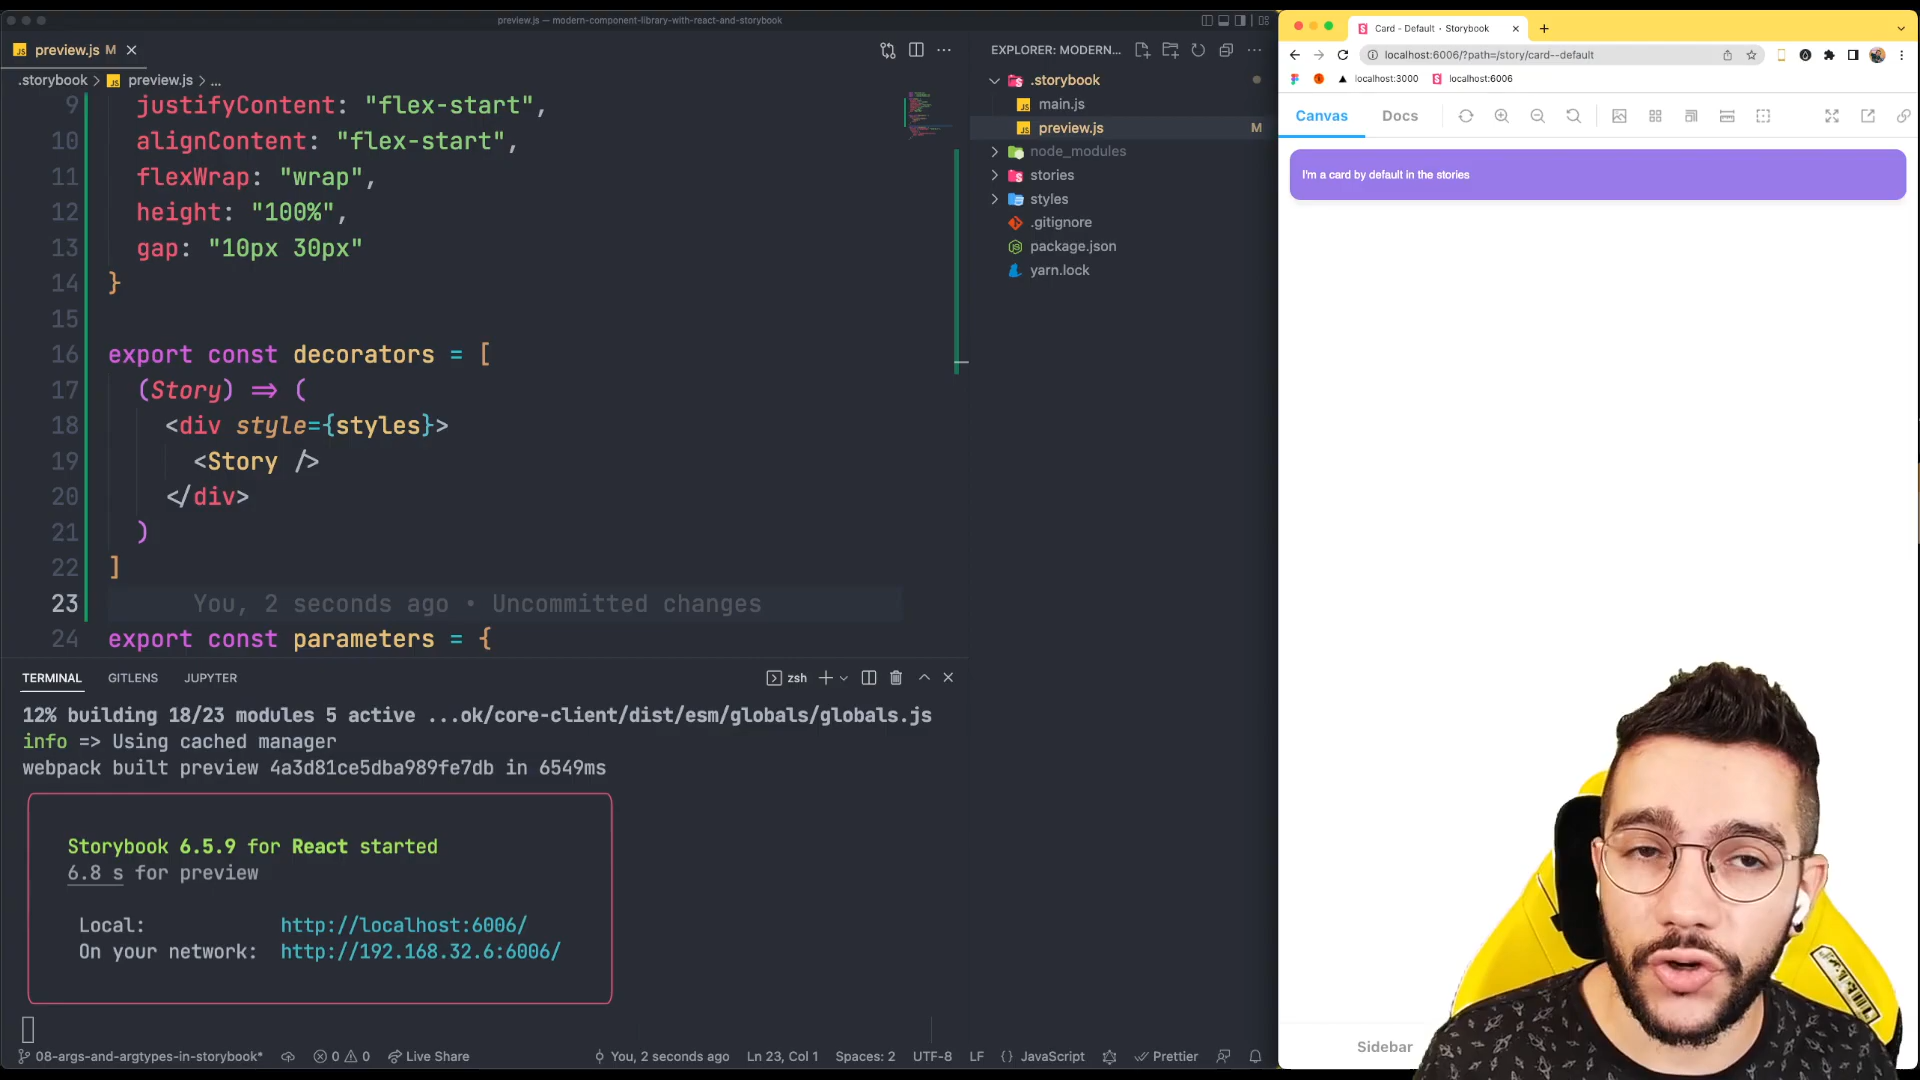 preview.js — modern-component-library-with-react-and-storybook
preview.js M
.storybook > preview.js > ...
9 justifyContent: "flex-start",
10 alignContent: "flex-start",
11 flexWrap: "wrap",
12 height: "100%",
13 gap: "10px 30px"
14 }
15
16 export const decorators = [
17 (Story) => (
18 <div style={styles}>
19 <Story />
20 </div>
21 )
22 ]
23 You, 2 seconds ago • Uncommitted changes
24 export const parameters = {
TERMINAL
GITLENS
JUPYTER
zsh
12% building 18/23 modules 5 active ...ok/core-client/dist/esm/globals/globals.js
info => Using cached manager
webpack built preview 4a3d81ce5dba989fe7db in 6549ms
Storybook 6.5.9 for React started
6.8 s for preview
Local: http://localhost:6006/
On your network: http://192.168.32.6:6006/
08-args-and-argtypes-in-storybook*
0
0
Live Share
You, 2 seconds ago
Ln 23, Col 1
Spaces: 2
UTF-8
LF
{} JavaScript
Prettier
EXPLORER: MODERN...
.storybook
JS main.js
JS preview.js M
node_modules
stories
styles
.gitignore
package.json
yarn.lock
Card - Default • Storybook
localhost:6006/?path=/story/card--default
localhost:3000
localhost:6006
Canvas
Docs
I'm a card by default in the stories
Sidebar